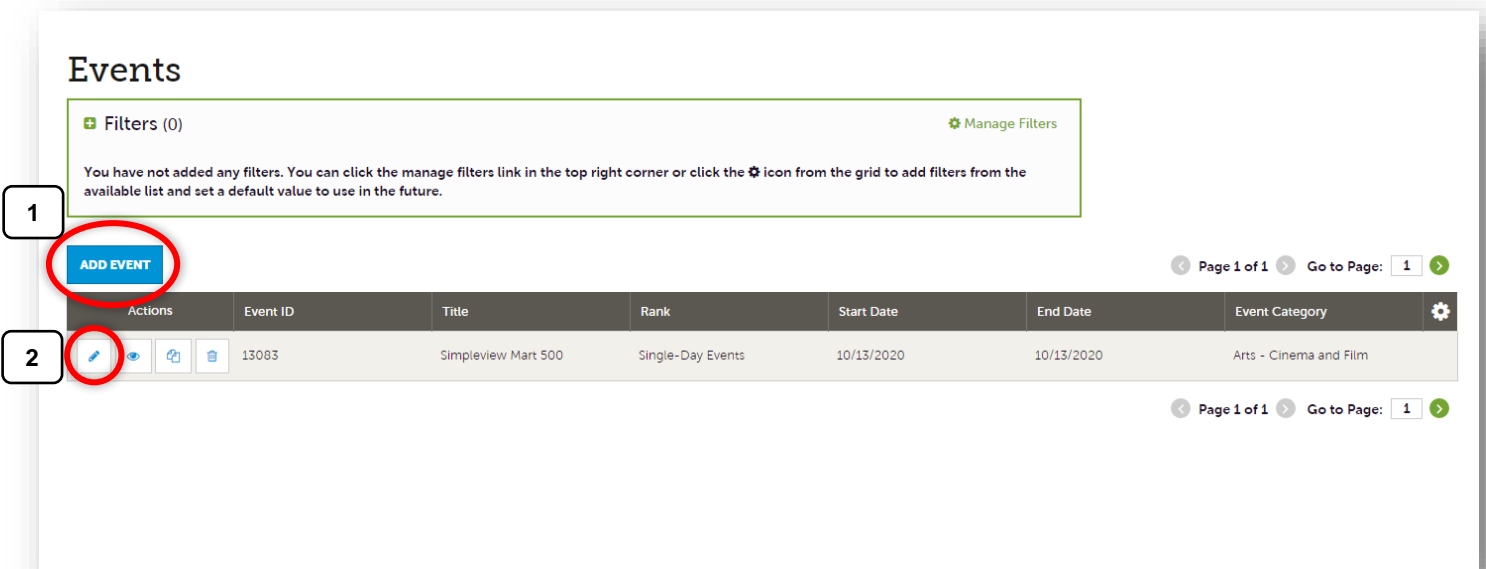 Events
Filters (0)
Manage Filters
You have not added any filters. You can click the manage filters link in the top right corner or click the icon from the grid to add filters from the
available list and set a default value to use in the future.
1
ADD EVENT
Page 1 of 1 Go to Page: 1
Actions Event ID Title Rank Start Date End Date Event Category
2
13083 Simpleview Mart 500 Single-Day Events 10/13/2020 10/13/2020 Arts - Cinema and Film
Page 1 of 1 Go to Page: 1